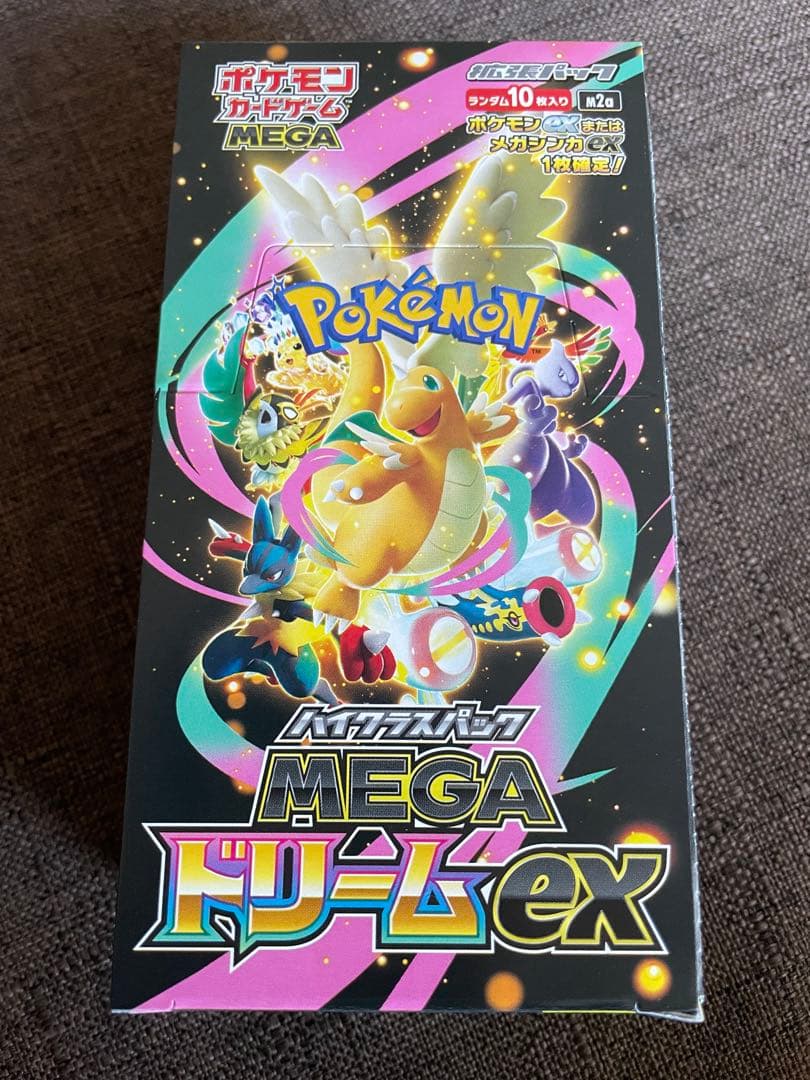 ポケモン
カードゲーム
MEGA
拡張パック
ランダム10枚入り
M2a
ポケモンexまたは
メガシンカex
1枚確定!
POKéMON
TM
ハイクラスパック
MEGA
ドリームex